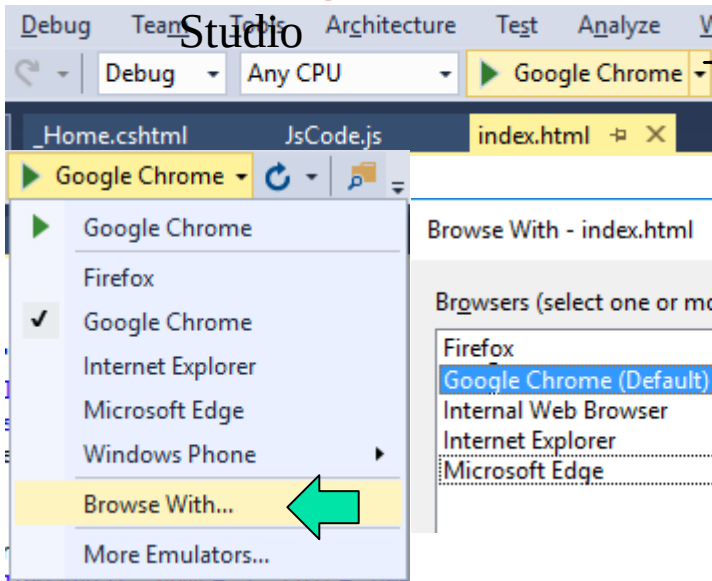 Debug Team Tools Architecture Test Analyze
Studio
Debug Any CPU Google Chrome
_Home.cshtml JsCode.js index.html
Google Chrome
Google Chrome
Firefox
Google Chrome
Internet Explorer
Microsoft Edge
Windows Phone
Browse With...
More Emulators...
Browse With - index.html
Browsers (select one or mo
Firefox
Google Chrome (Default)
Internal Web Browser
Internet Explorer
Microsoft Edge